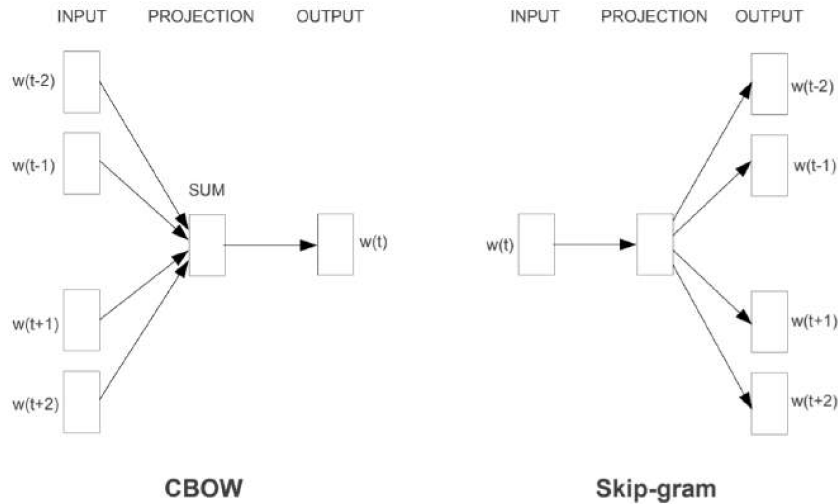 INPUT PROJECTION OUTPUT
w(t-2)
w(t-1)
SUM
w(t)
w(t+1)
w(t+2)
CBOW
INPUT PROJECTION OUTPUT
w(t-2)
w(t-1)
w(t)
w(t+1)
w(t+2)
Skip-gram